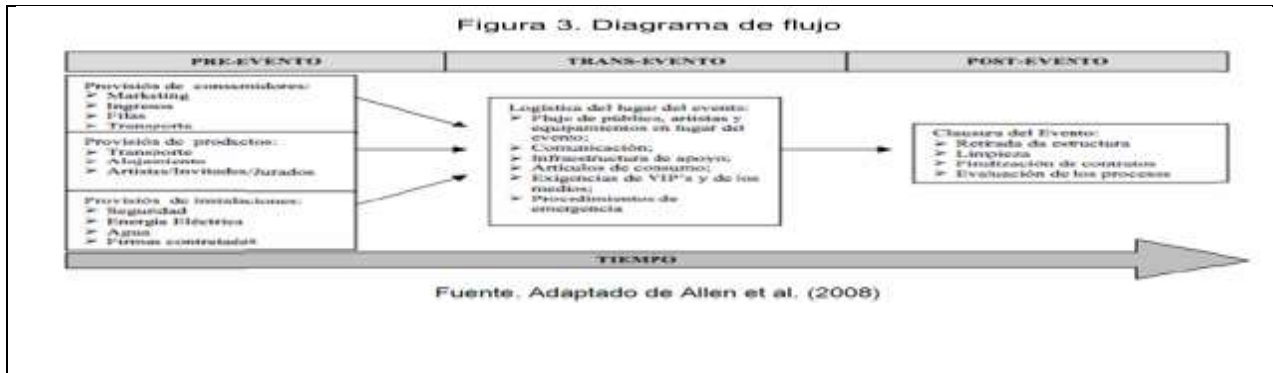 Figura 3. Diagrama de flujo
PRE-EVENTO
TRANS-EVENTO
POST-EVENTO
Provisión de consumidores:
➢ Marketing
➢ Ingresos
➢ Filas
➢ Transporte
Provisión de productos:
➢ Transporte
➢ Alojamiento
➢ Artistas/Invitados/Jurados
Provisión de instalaciones:
➢ Seguridad
➢ Energía Eléctrica
➢ Agua
➢ Firmas contratadas
Logística del lugar del evento:
➢ Flujo de público, artistas y
equipamientos en lugar del
evento;
➢ Comunicación;
➢ Infraestructura de apoyo;
➢ Artículos de consumo;
➢ Exigencias de VIP's y de los
medios;
➢ Procedimientos de
emergencia
Clausura del Evento:
➢ Retirada da estructura
➢ Limpieza
➢ Finalización de contratos
➢ Evaluación de los procesos
TIEMPO
Fuente. Adaptado de Allen et al. (2008)